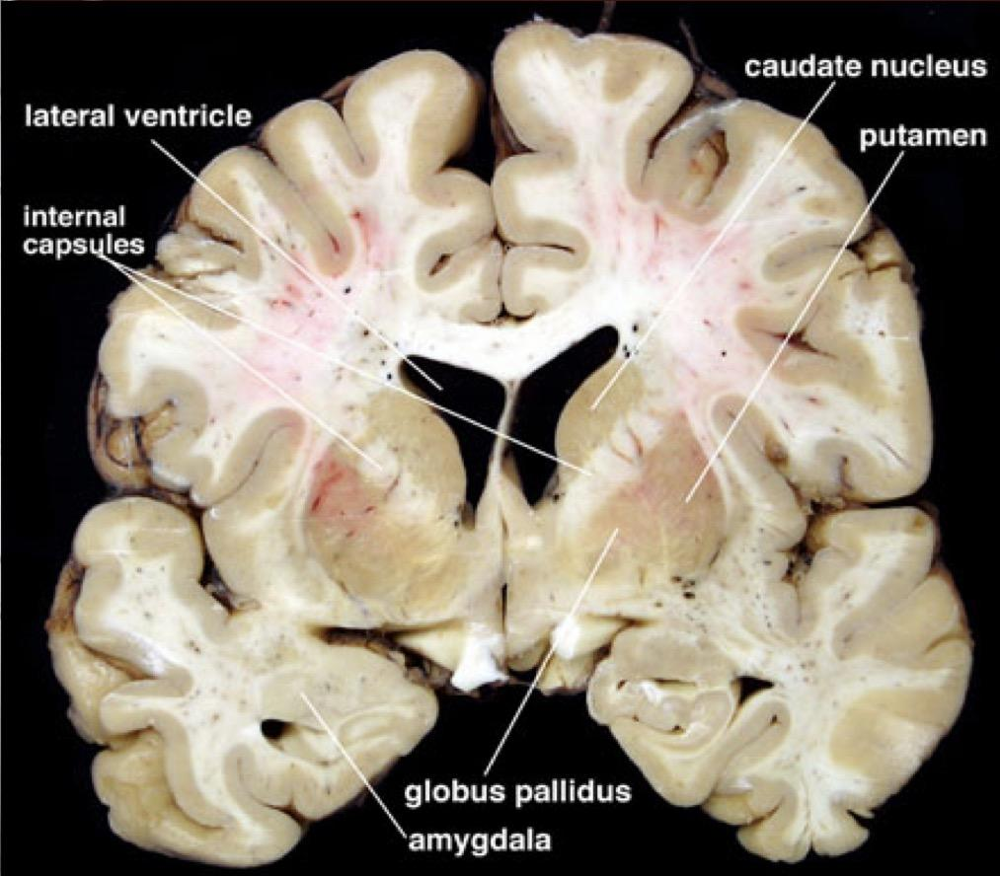 caudate nucleus
lateral ventricle
putamen
internal
capsules
globus pallidus
amygdala